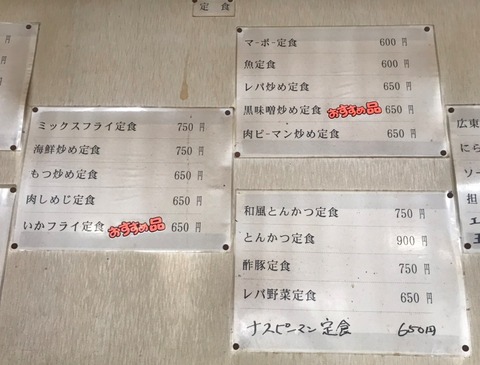 定食
ミックスフライ定食 750円
海鮮炒め定食 750円
もつ炒め定食 650円
肉しめじ定食 650円
いかフライ定食 おすすめ品 650円
マーボー定食 600円
魚定食 600円
レバ炒め定食 650円
黒味噌炒め定食 おすすめ品 650円
肉ピーマン炒め定食 650円
和風とんかつ定食 750円
とんかつ定食 900円
酢豚定食 750円
レバ野菜定食 650円
ナスピーマン定食 650円
広東
にら
ソー
担
エ